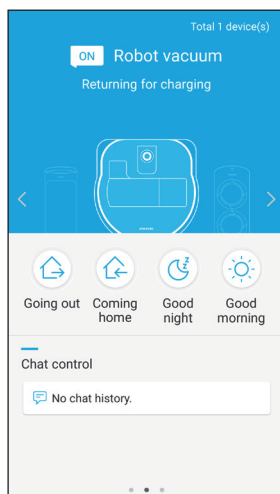 Total 1 device(s)
ON Robot vacuum
Returning for charging
SAMSUNG
Going out
Coming home
Good night
Good morning
Chat control
No chat history.